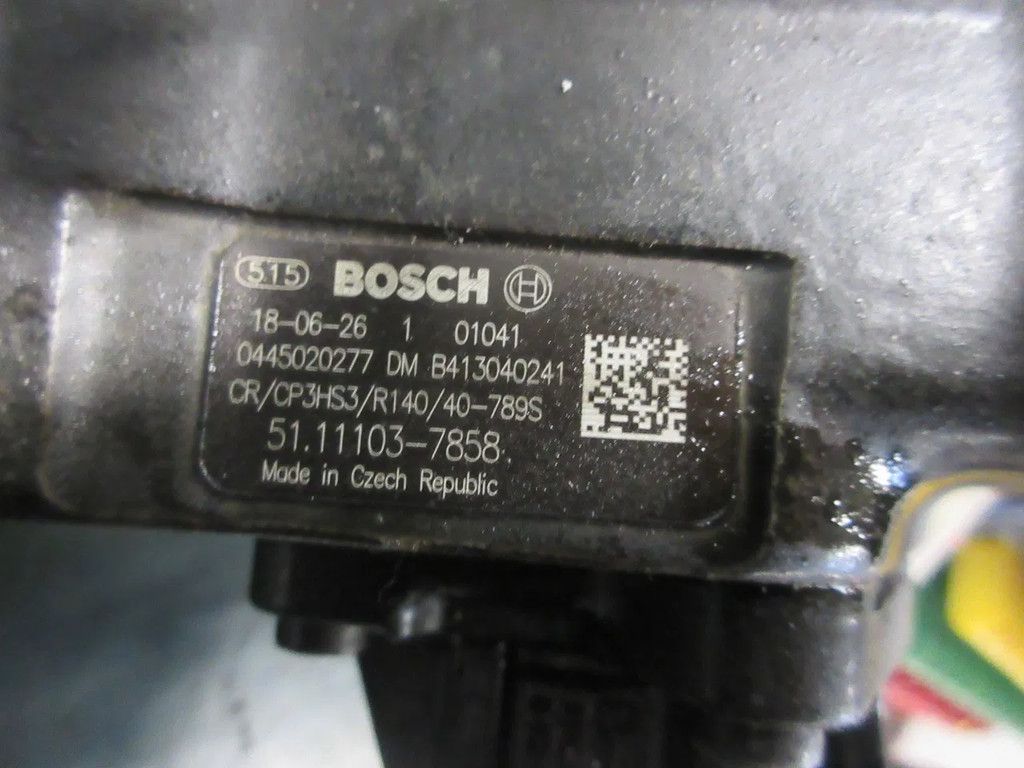 515 BOSCH
18-06-26 1 01041
0445020277 DM B413040241
CR/CP3HS3/R140/40-789S
51.11103-7858
Made in Czech Republic